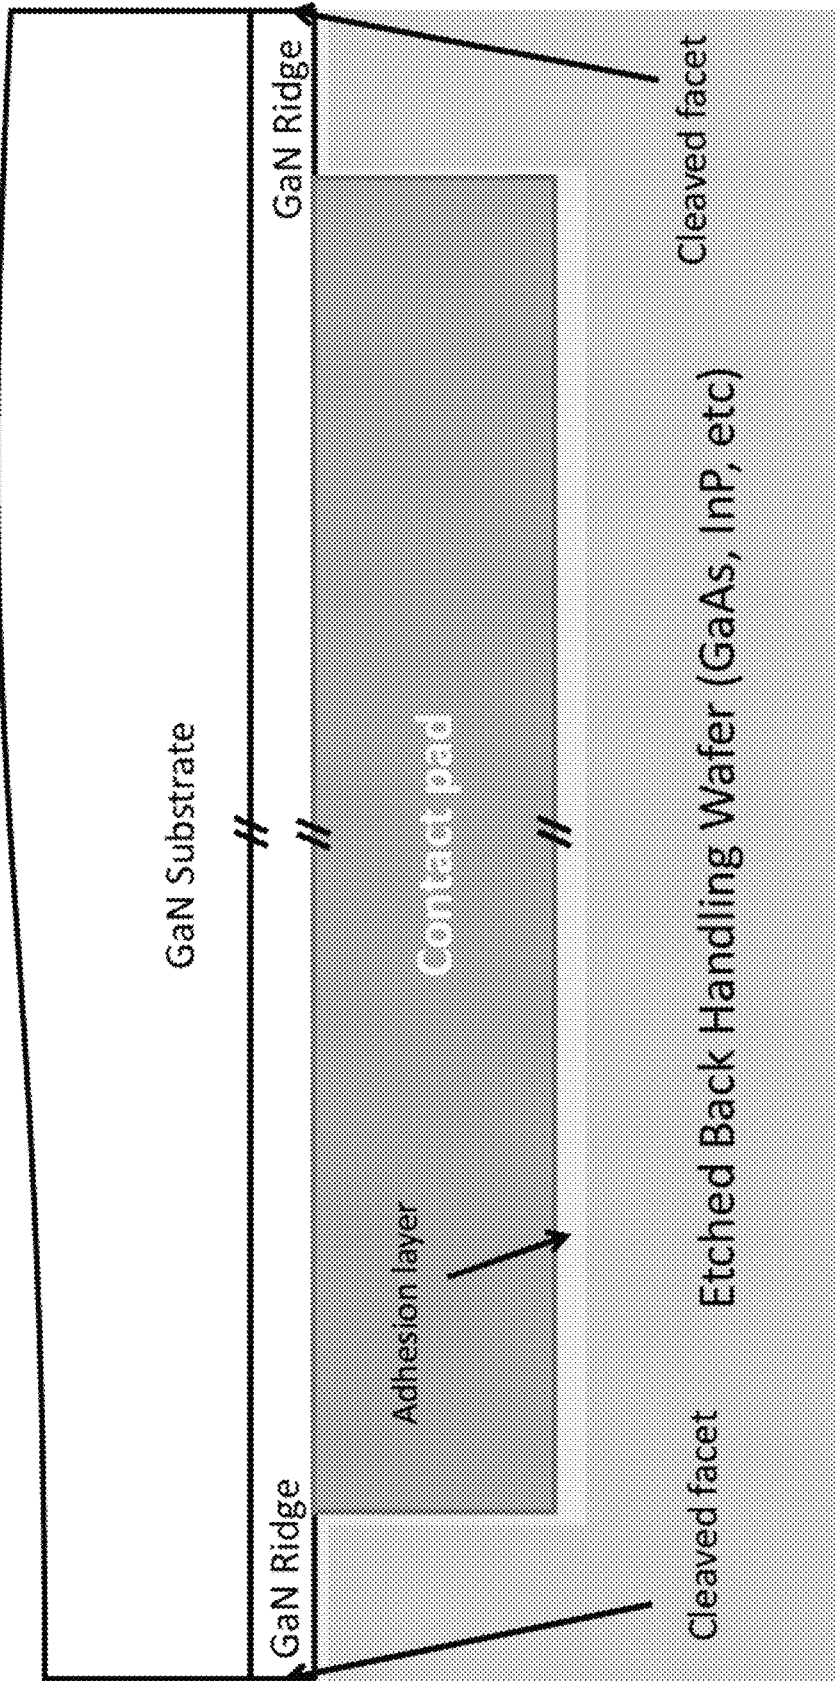 GaN Substrate
GaN Ridge
GaN Ridge
Contact pad
Adhesion layer
Cleaved facet
Etched Back Handling Wafer (GaAs, InP, etc)
Cleaved facet